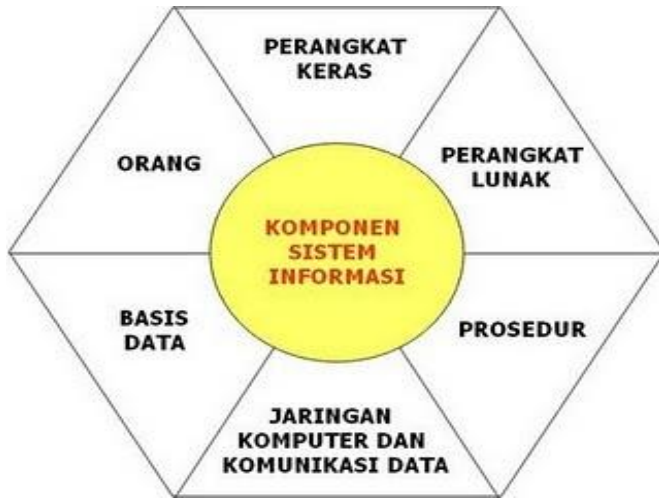 PERANGKAT
KERAS
ORANG
PERANGKAT
LUNAK
KOMPONEN
SISTEM
INFORMASI
BASIS
DATA
PROSEDUR
JARINGAN
KOMPUTER DAN
KOMUNIKASI DATA